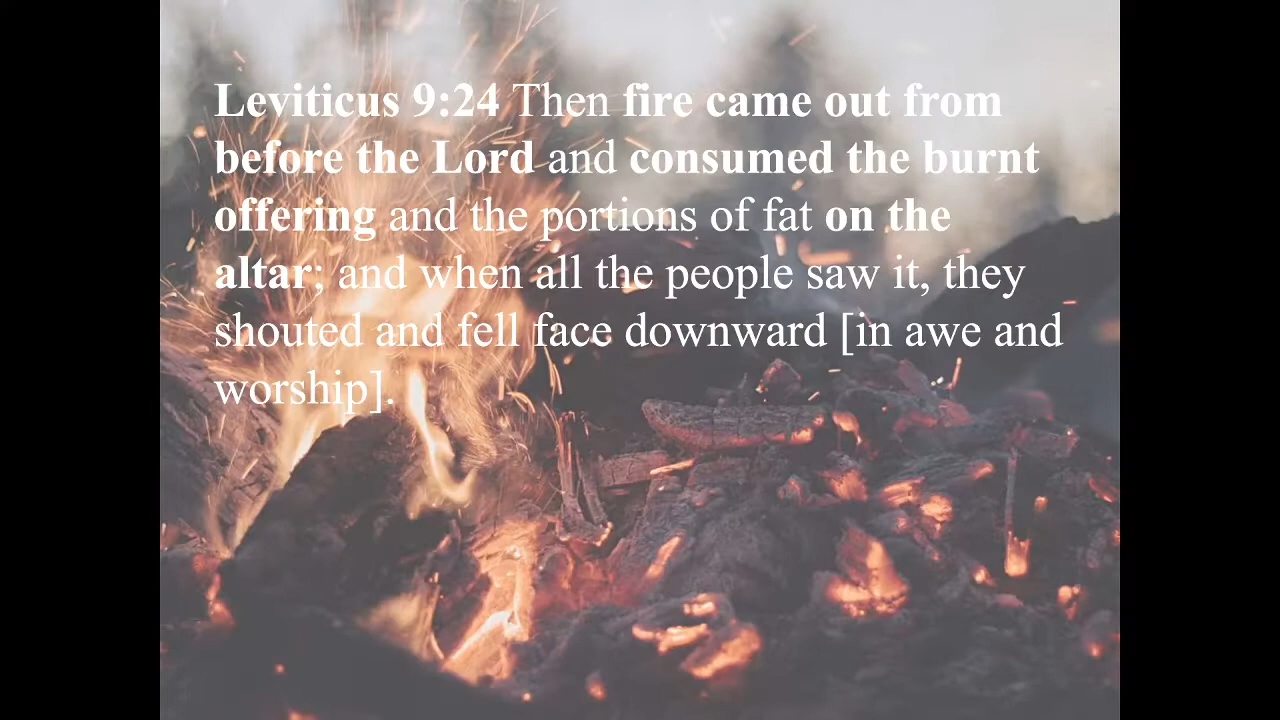 Leviticus 9:24 Then fire came out from
before the Lord and consumed the burnt
offering and the portions of fat on the
altar; and when all the people saw it, they
shouted and fell face downward [in awe and
worship].